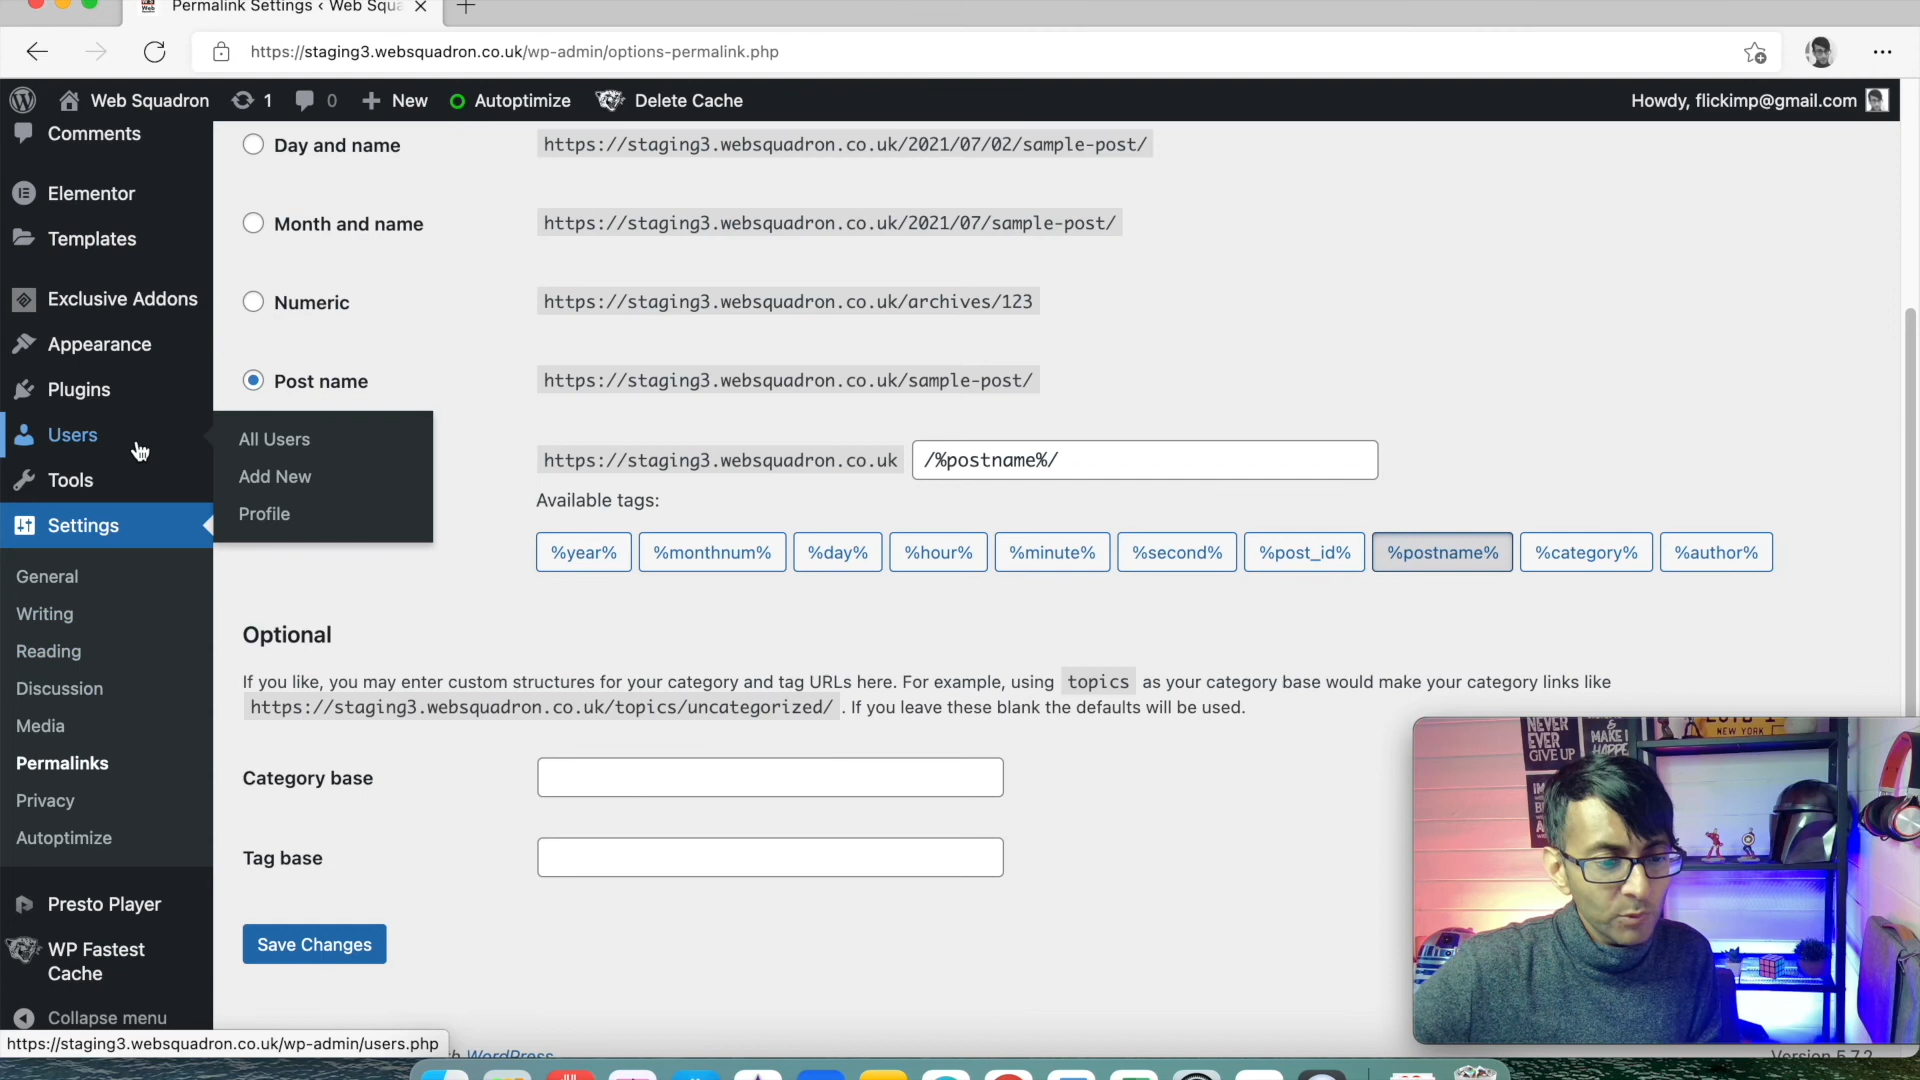 Permalink Settings ‹ Web Squa
https://staging3.websquadron.co.uk/wp-admin/options-permalink.php
Web Squadron 1 0 New Autoptimize Delete Cache Howdy, flickimp@gmail.com
Comments
Elementor
Templates
Exclusive Addons
Appearance
Plugins
Users
Tools
Settings
General
Writing
Reading
Discussion
Media
Permalinks
Privacy
Autoptimize
Presto Player
WP Fastest
Cache
Collapse menu
All Users
Add New
Profile
Day and name https://staging3.websquadron.co.uk/2021/07/02/sample-post/
Month and name https://staging3.websquadron.co.uk/2021/07/sample-post/
Numeric https://staging3.websquadron.co.uk/archives/123
Post name https://staging3.websquadron.co.uk/sample-post/
https://staging3.websquadron.co.uk /%postname%/
Available tags:
%year% %monthnum% %day% %hour% %minute% %second% %post_id% %postname% %category% %author%
Optional
If you like, you may enter custom structures for your category and tag URLs here. For example, using topics as your category base would make your category links like
https://staging3.websquadron.co.uk/topics/uncategorized/ . If you leave these blank the defaults will be used.
Category base
Tag base
Save Changes
https://staging3.websquadron.co.uk/wp-admin/users.php
WordPress
Version 5.7.2
NEVER
EVER
GIVE UP
MAKE I
NEW YORK